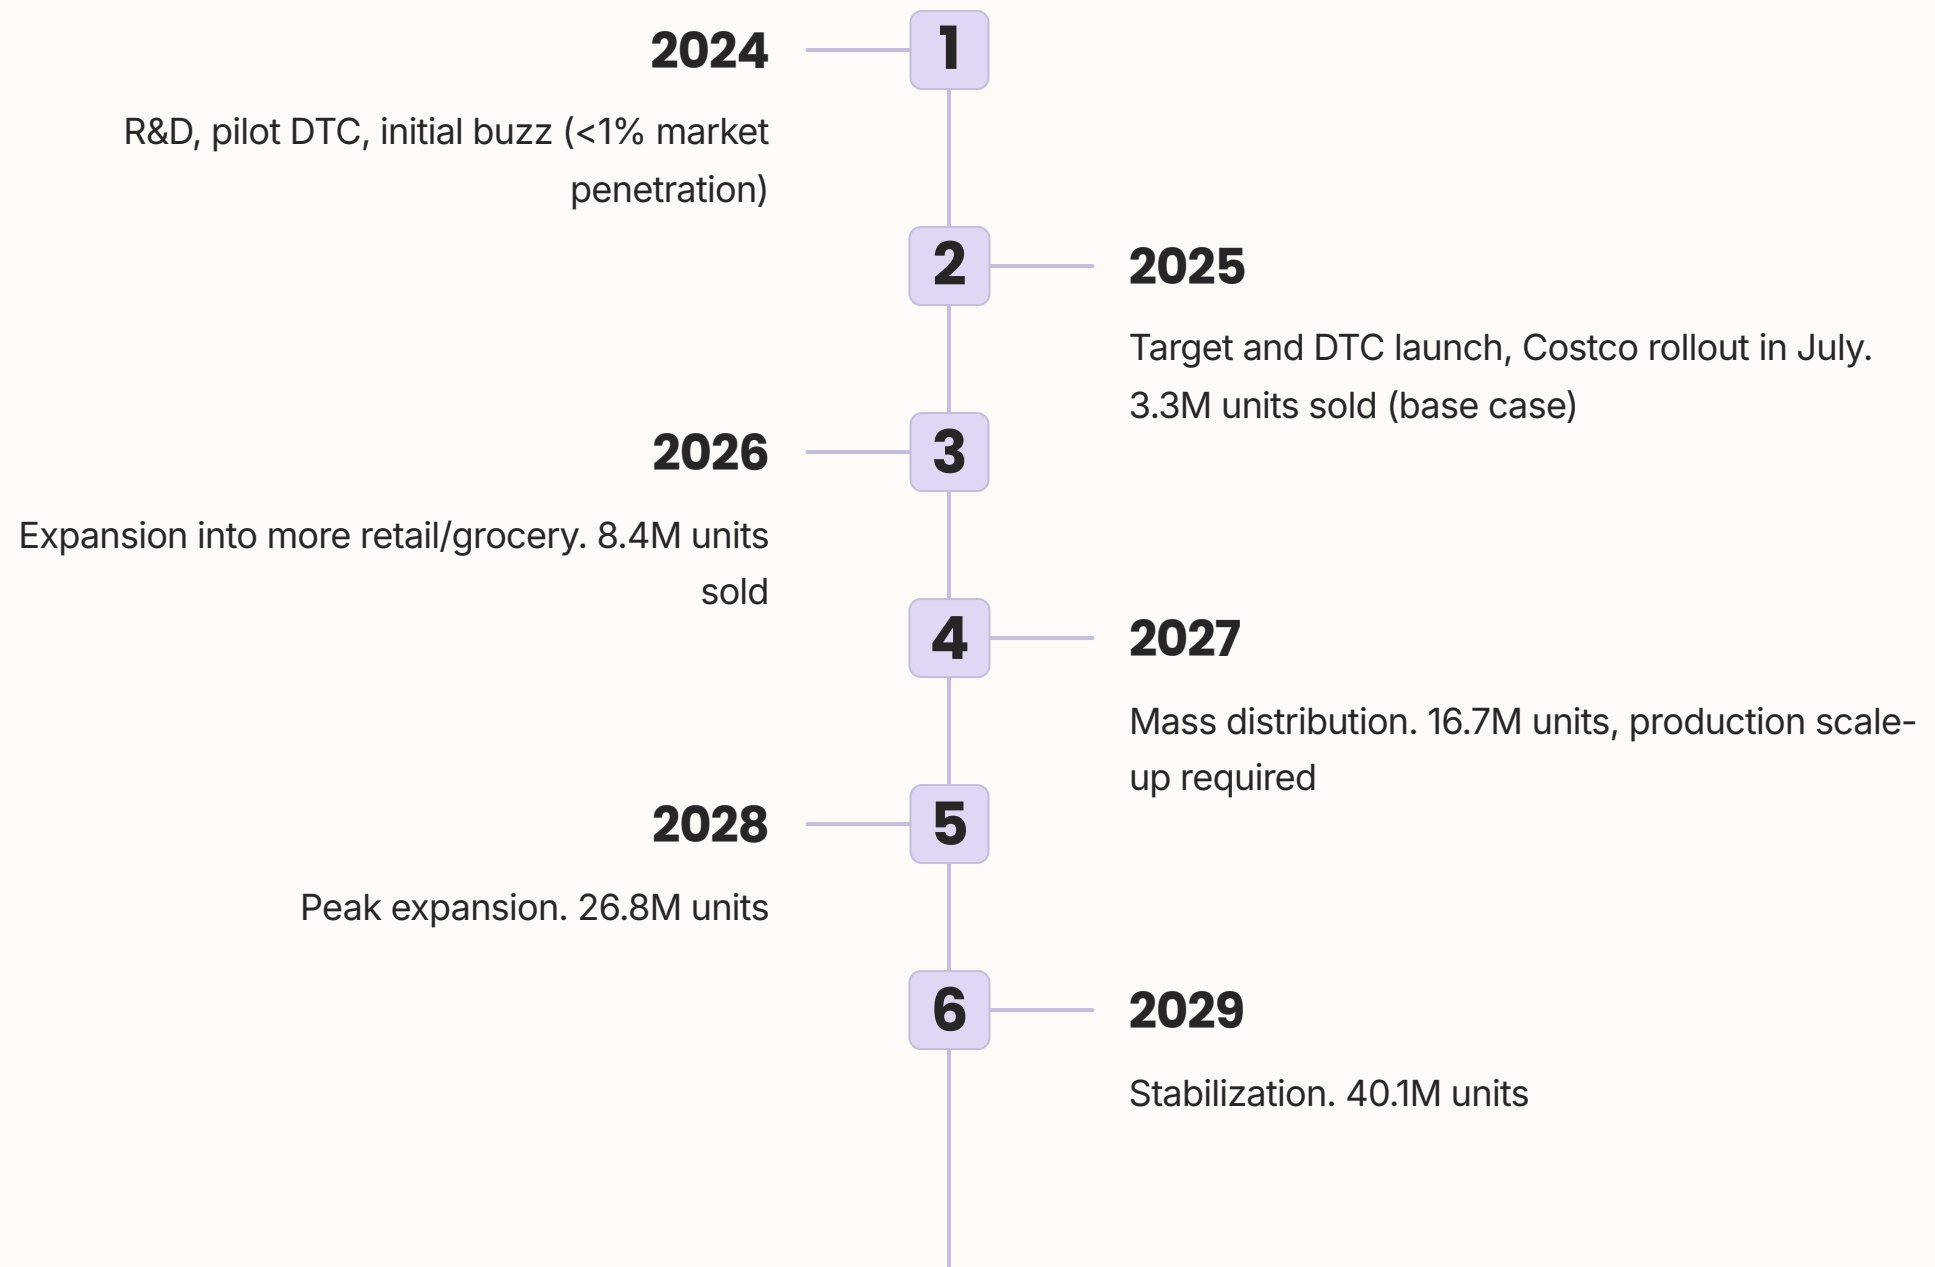 1
2024
R&D, pilot DTC, initial buzz (<1% market
penetration)
2
2025
Target and DTC launch, Costco rollout in July.
3.3M units sold (base case)
3
2026
Expansion into more retail/grocery. 8.4M units
sold
4
2027
Mass distribution. 16.7M units, production scale-
up required
5
2028
Peak expansion. 26.8M units
6
2029
Stabilization. 40.1M units